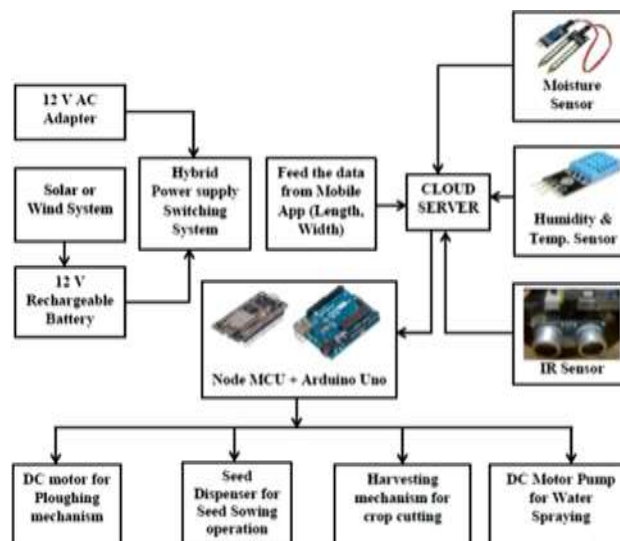 12 V AC
Adapter
Solar or
Wind System
12 V
Rechargeable
Battery
Hybrid
Power supply
Switching
System
Feed the data
from Mobile
App (Length,
Width)
CLOUD
SERVER
Moisture
Sensor
Humidity &
Temp. Sensor
IR Sensor
Node MCU + Arduino Uno
DC motor for
Ploughing
mechanism
Seed
Dispenser for
Seed Sowing
operation
Harvesting
mechanism for
crop cutting
DC Motor Pump
for Water
Spraying